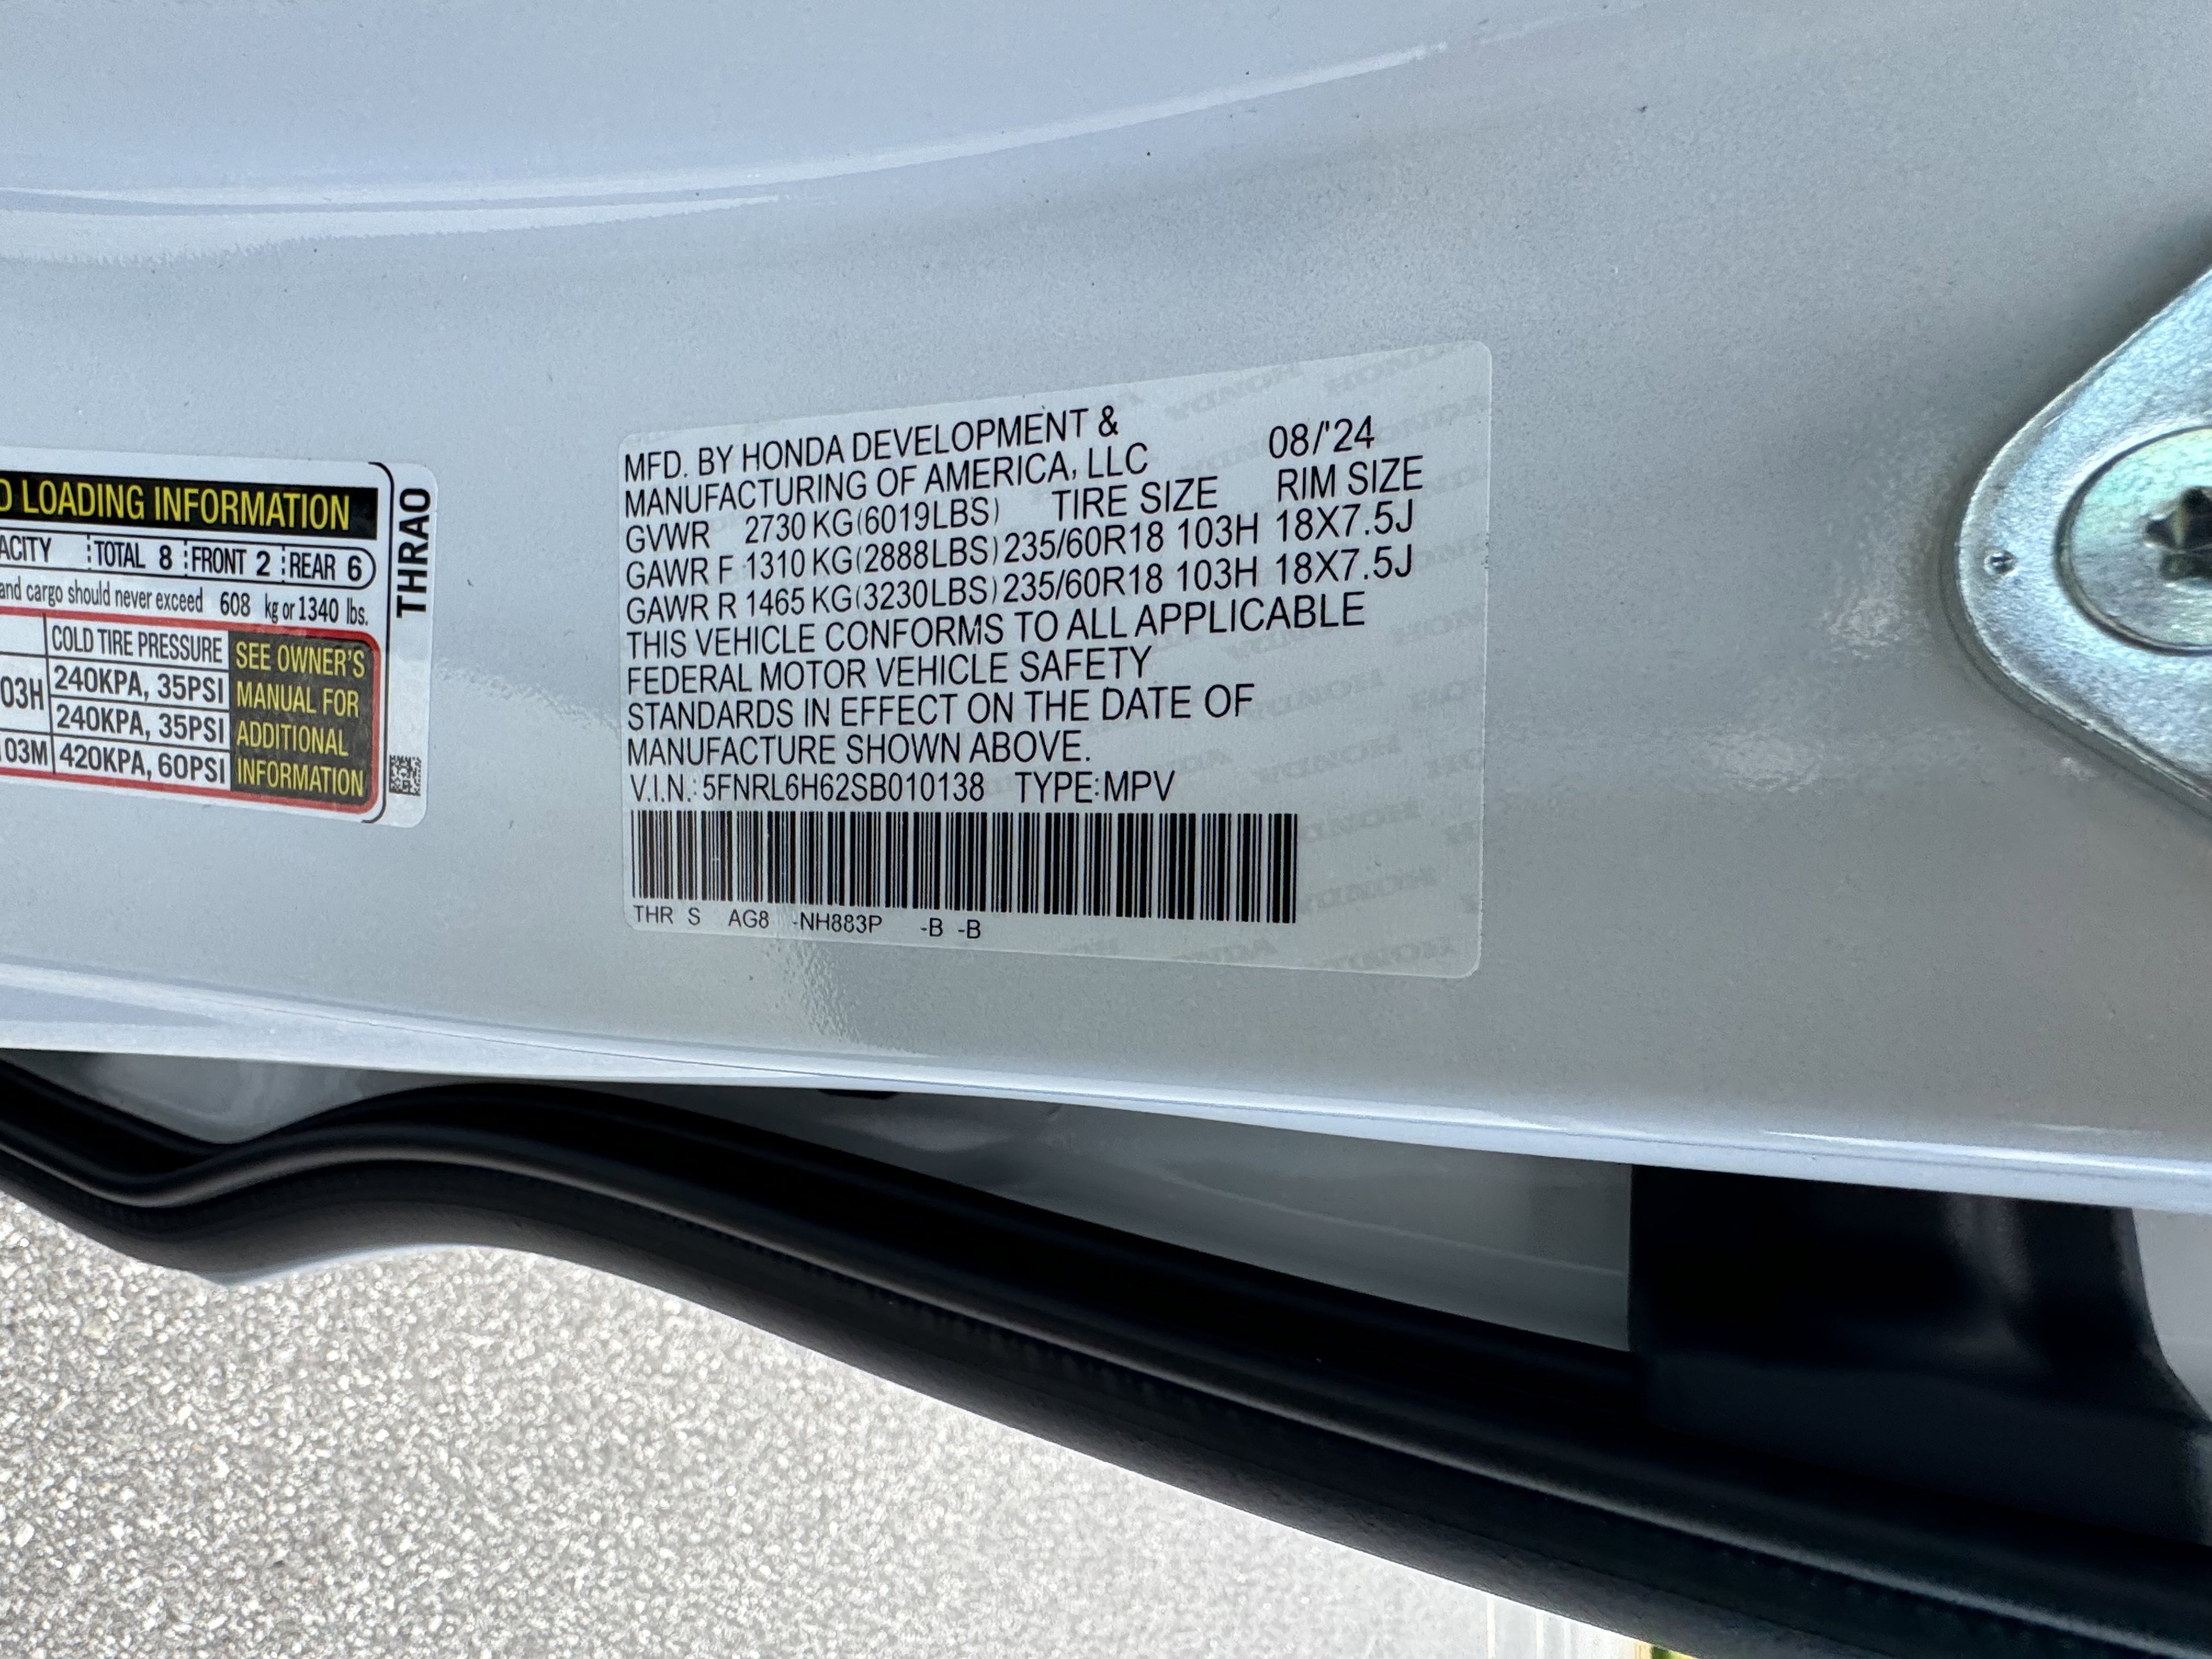 D LOADING INFORMATION
ACITY TOTAL 8 FRONT 2 REAR 6
and cargo should never exceed 608 kg or 1340 lbs.
COLD TIRE PRESSURE
03H 240KPA, 35PSI
240KPA, 35PSI
03M 420KPA, 60PSI
SEE OWNER'S
MANUAL FOR
ADDITIONAL
INFORMATION
THRAO
MFD. BY HONDA DEVELOPMENT &
MANUFACTURING OF AMERICA, LLC 08/'24
TIRE SIZE RIM SIZE
GVWR 2730 KG(6019LBS)
GAWR F 1310 KG(2888LBS) 235/60R18 103H 18X7.5J
GAWR R 1465 KG(3230LBS) 235/60R18 103H 18X7.5J
THIS VEHICLE CONFORMS TO ALL APPLICABLE
FEDERAL MOTOR VEHICLE SAFETY
STANDARDS IN EFFECT ON THE DATE OF
MANUFACTURE SHOWN ABOVE.
V.I.N.: 5FNRL6H62SB010138 TYPE:MPV
THR S AG8 -NH883P -B -B